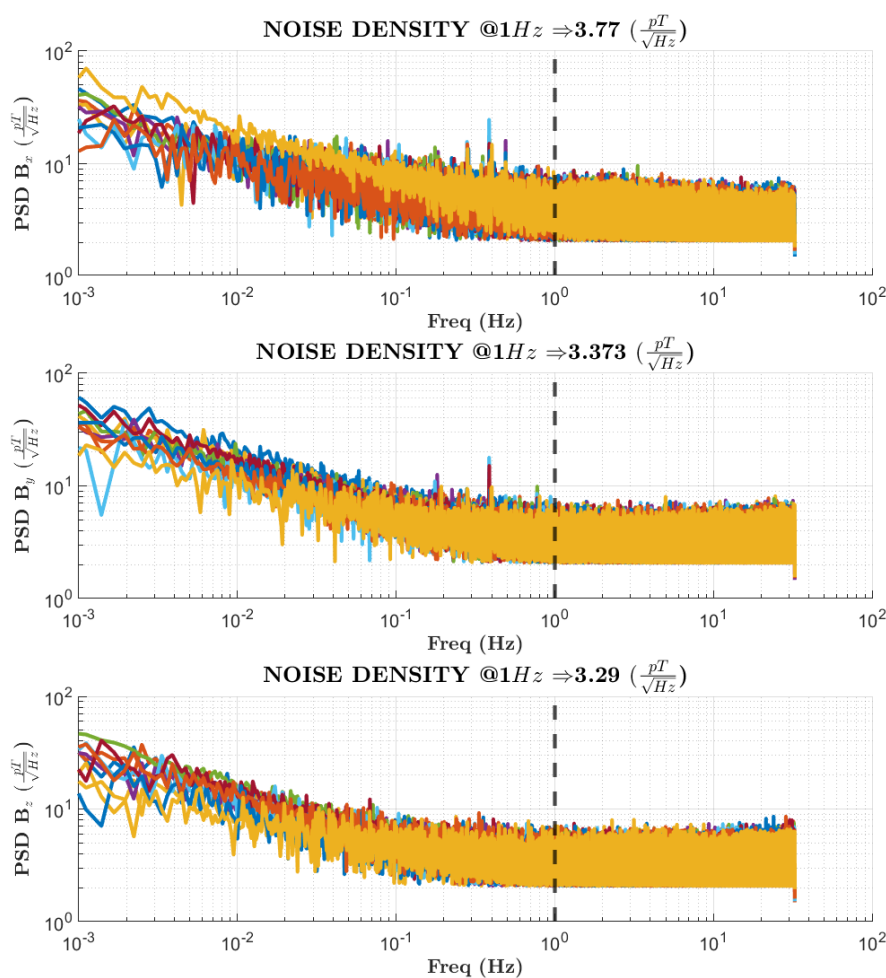 NOISE DENSITY @1Hz ⇒3.77 (pT/√Hz)
PSD Bx (pT/√Hz)
10^2
10^1
10^0
10^-3 10^-2 10^-1 10^0 10^1 10^2
Freq (Hz)
NOISE DENSITY @1Hz ⇒3.373 (pT/√Hz)
PSD By (pT/√Hz)
10^2
10^1
10^0
10^-3 10^-2 10^-1 10^0 10^1 10^2
Freq (Hz)
NOISE DENSITY @1Hz ⇒3.29 (pT/√Hz)
PSD Bz (pT/√Hz)
10^2
10^1
10^0
10^-3 10^-2 10^-1 10^0 10^1 10^2
Freq (Hz)